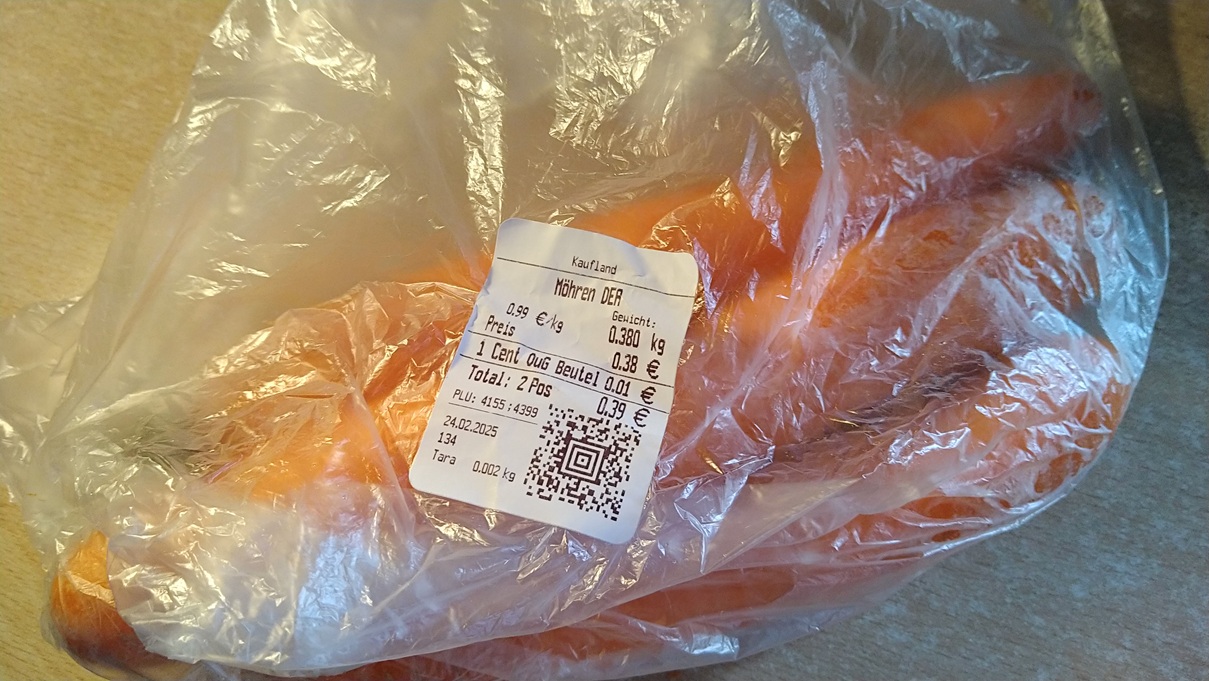 Kaufland
Möhren DEA
0.99 €/kg Gewicht:
Preis 0.380 kg
0.38 €
1 Cent OuG Beutel 0.01 €
Total: 2 Pos 0.39 €
PLU: 4155;4399
24.02.2025
134
Tara 0.002 kg